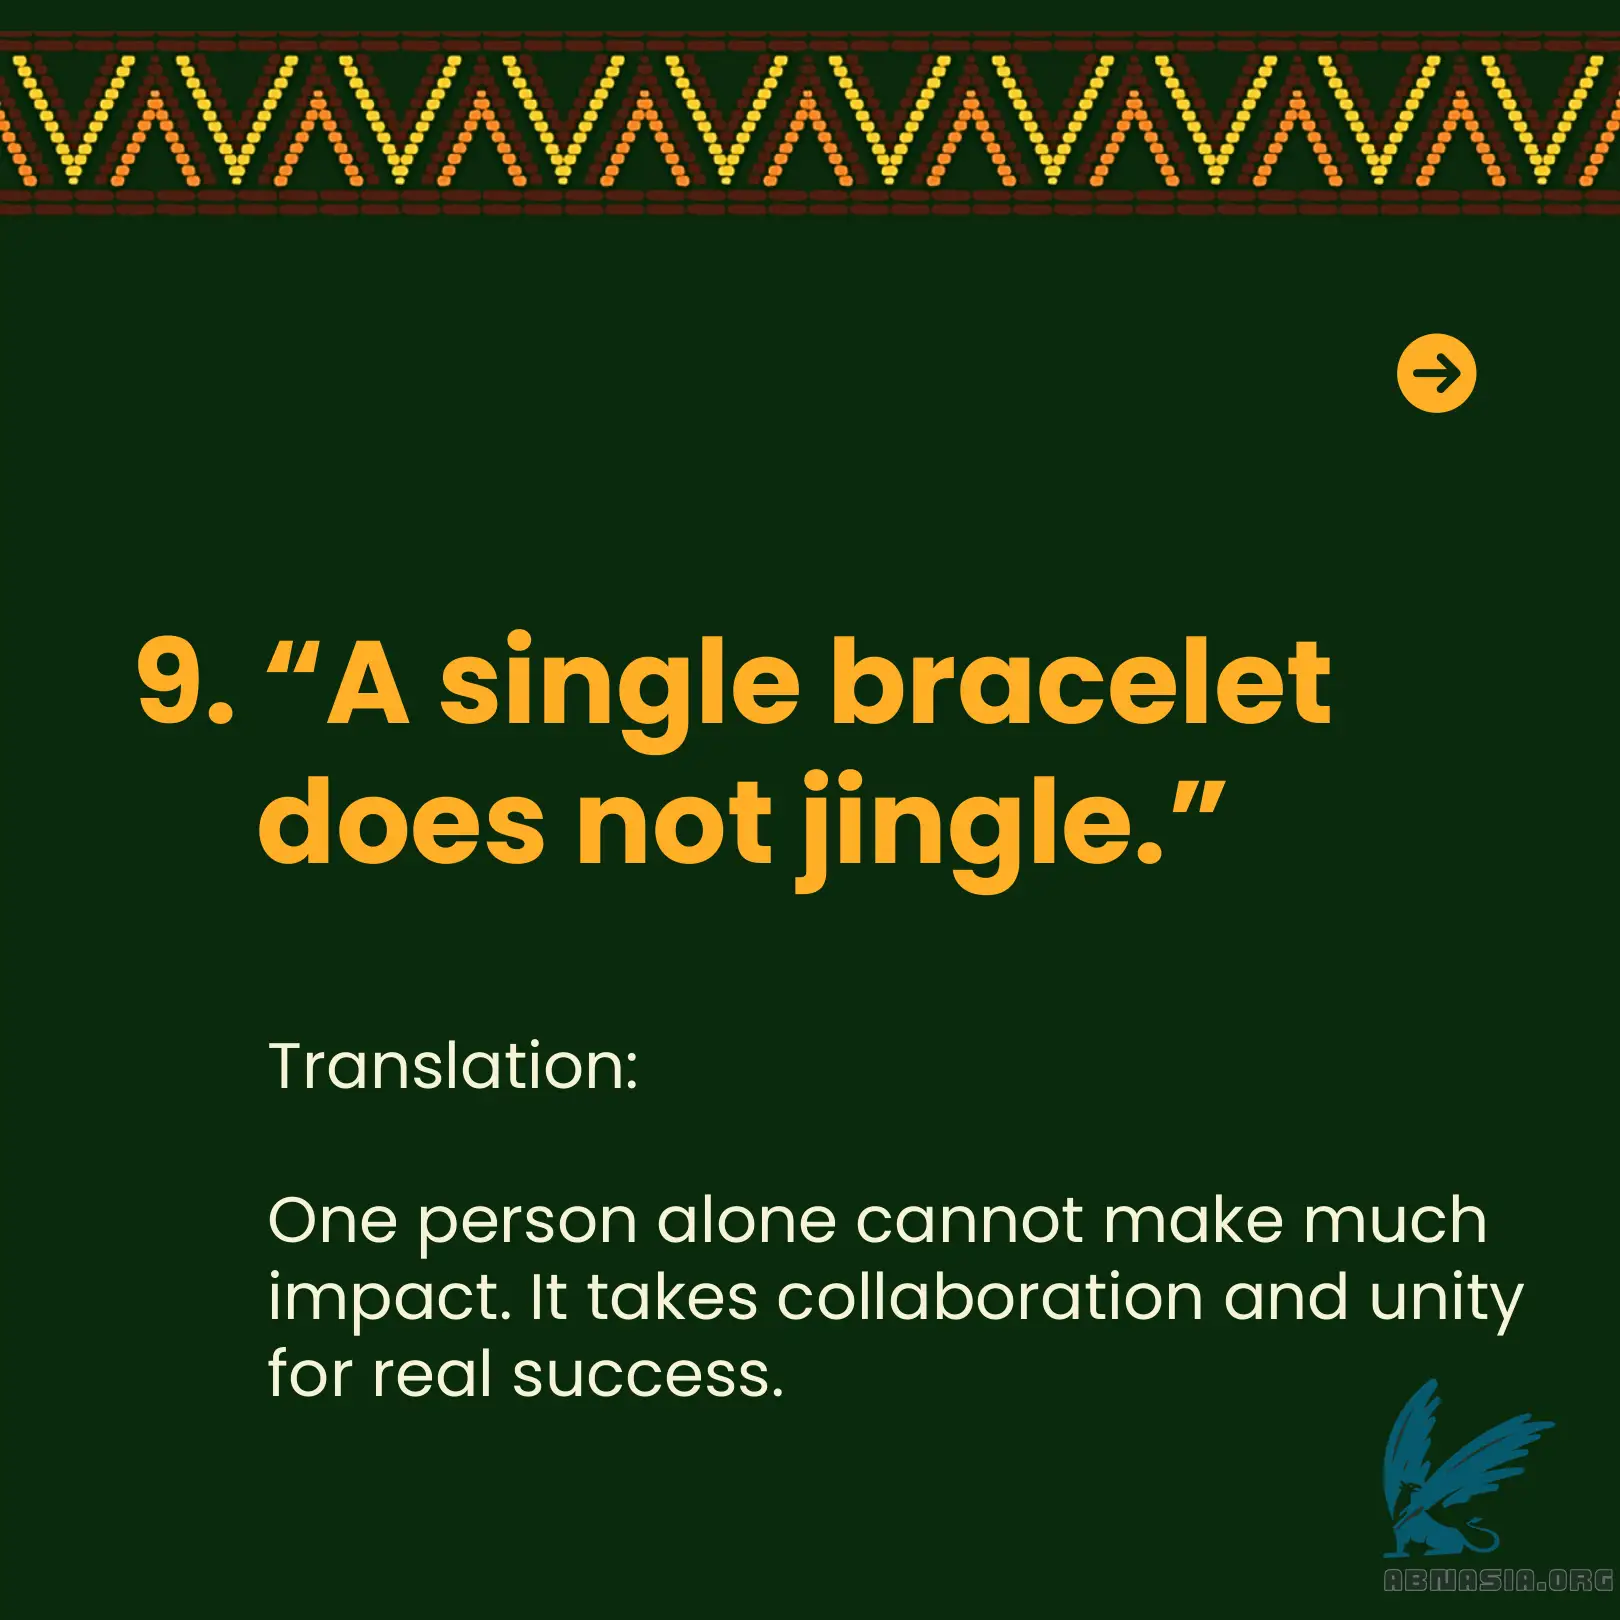 9. “A single bracelet
does not jingle.”
Translation:
One person alone cannot make much
impact. It takes collaboration and unity
for real success.
ABNASIA.ORG